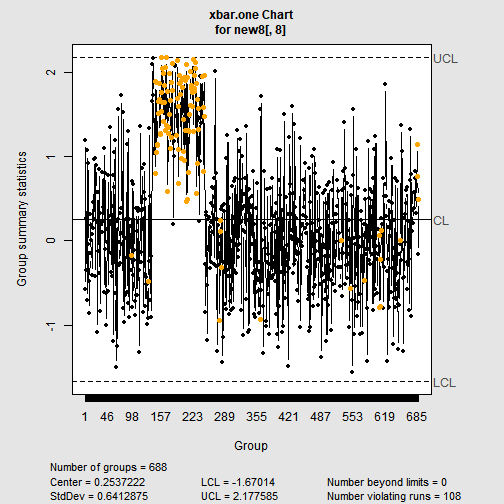 xbar.one Chart
for new8[, 8]
UCL
CL
LCL
Group summary statistics
2
1
0
-1
1 46 98 157 223 289 355 421 487 553 619 685
Group
Number of groups = 688
Center = 0.2537222 LCL = -1.67014 Number beyond limits = 0
StdDev = 0.6412875 UCL = 2.177585 Number violating runs = 108